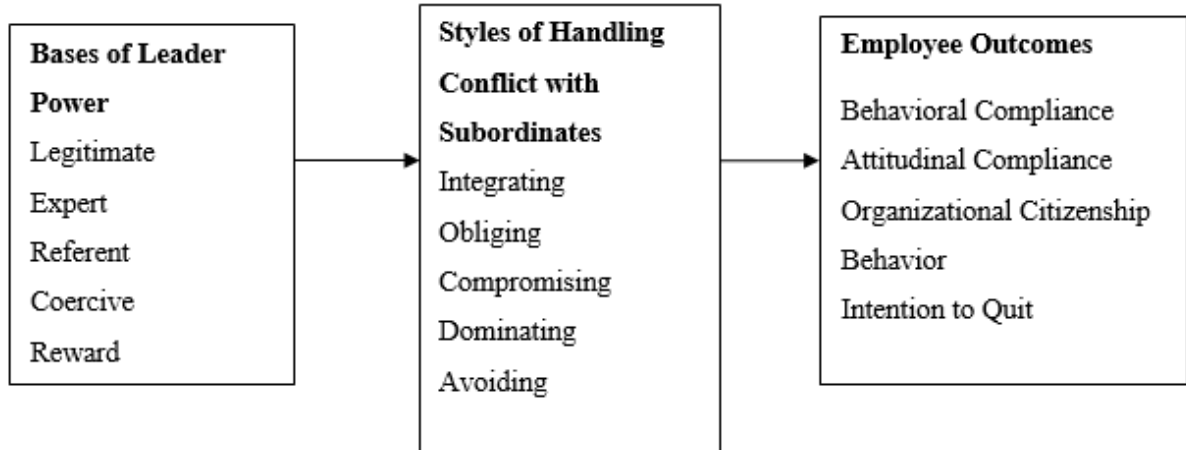 Bases of Leader
Power
Legitimate
Expert
Referent
Coercive
Reward
Styles of Handling
Conflict with
Subordinates
Integrating
Obliging
Compromising
Dominating
Avoiding
Employee Outcomes
Behavioral Compliance
Attitudinal Compliance
Organizational Citizenship
Behavior
Intention to Quit